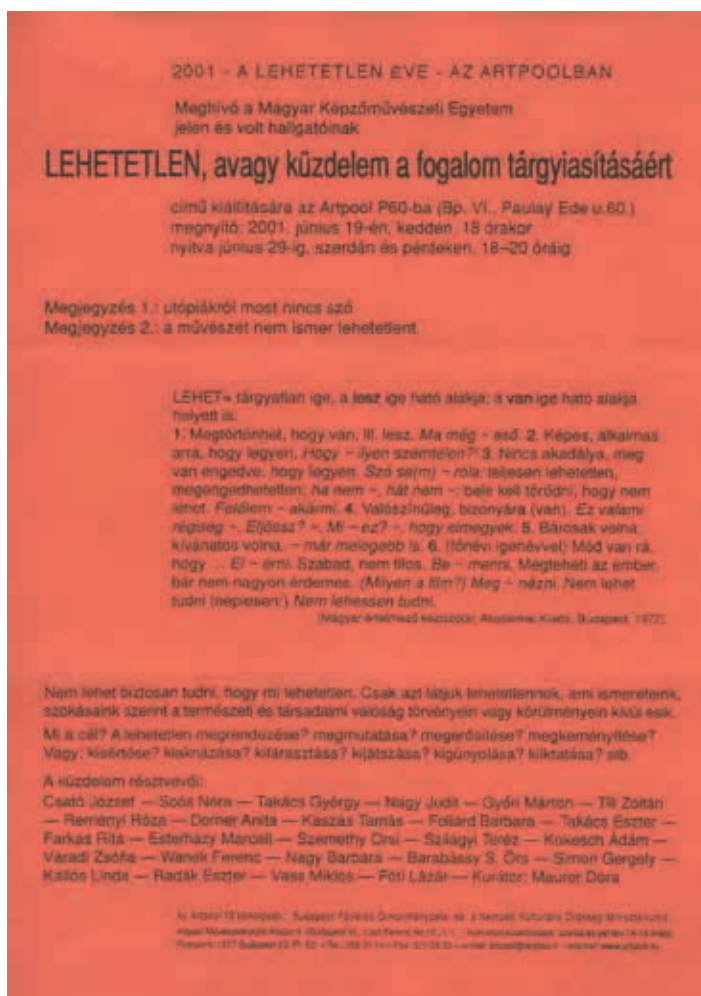 2001 - A LEHETETLEN ÉVE - AZ ARTPOOLBAN
Meghívó a Magyar Képzőművészeti Egyetem
jelen és volt hallgatóinak
LEHETETLEN, avagy küzdelem a fogalom tárgyiasításáért
című kiállítására az Artpool P60-ba (Bp. VI., Paulay Ede u.60.)
megnyitó: 2001. június 19-én, kedden, 18 órakor
nyitva június 29-ig, szerdán és pénteken, 18–20 óráig
Megjegyzés 1.: utópiákról most nincs szó
Megjegyzés 2.: a művészet nem ismer lehetetlent.
LEHET= tárgyatlan ige, a lesz ige ható alakja; a van ige ható alakja
helyett is.
1. Megtörténhet, hogy van, ill. lesz. Ma még ~ eső. 2. Képes, alkalmas
arra, hogy legyen. Hogy ~ ilyen szemtelen?! 3. Nincs akadálya, meg
van engedve, hogy legyen. Szó se(m) ~ róla: teljesen lehetetlen,
megengedhetetlen; ha nem ~, hát nem ~: bele kell törődni, hogy nem
lehet. Felőlem ~ akármi. 4. Valószínűleg, bizonyára (van). Ez valami
régiség ~. Eljössz? ~. Mi ~ ez? ~, hogy elmegyek. 5. Bárcsak volna,
kívánatos volna. ~ már melegebb is. 6. (főnévi igenévvel) Mód van rá,
hogy ... El ~ érni. Szabad, nem tilos. Be ~ menni. Megteheti az ember,
bár nem nagyon érdemes. (Milyen a film?) Meg ~ nézni. Nem lehet
tudni (népiesen:) Nem lehessen tudni.
(Magyar értelmező kéziszótár, Akadémiai Kiadó, Budapest, 1972)
Nem lehet biztosan tudni, hogy mi lehetetlen. Csak azt látjuk lehetetlennek, ami ismereteink,
szokásaink szerint a természeti és társadalmi valóság törvényein vagy körülményein kívül esik.
Mi a cél? A lehetetlen megrendezése? megmutatása? megerősítése? megkeményítése?
Vagy: kísértése? kiaknázása? kifárasztása? kijátszása? kigúnyolása? kiiktatása? stb.
A küzdelem résztvevői:
Csató József — Soós Nóra — Takács György — Nagy Judit — Győri Márton — Till Zoltán
— Reményi Róza — Dorner Anita — Kaszás Tamás — Follárd Barbara — Takács Eszter —
Farkas Rita — Esterházy Marcell — Szemethy Orsi — Szilágyi Teréz — Kokesch Ádám —
Váradi Zsófia — Wanek Ferenc — Nagy Barbara — Barabássy S. Örs — Simon Gergely —
Kallós Linda — Radák Eszter — Vass Miklós — Fóti Lázár — Kurátor: Maurer Dóra